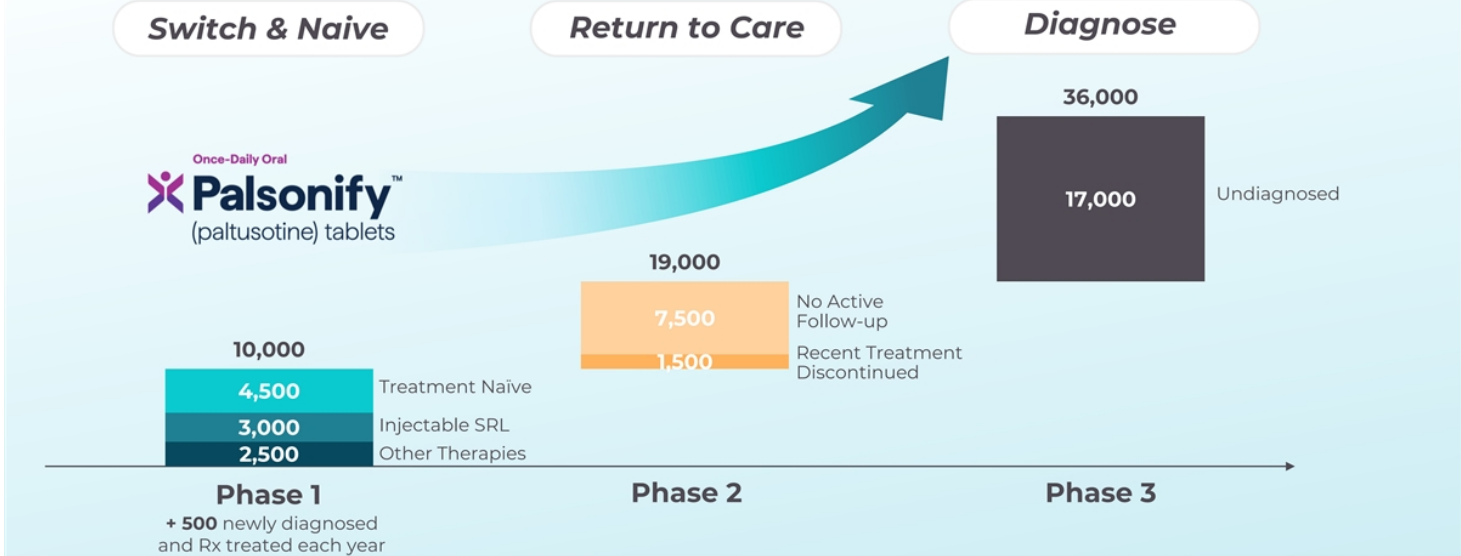 Switch & Naive
Return to Care
Diagnose
Once-Daily Oral
Palsonify™
(paltusotine) tablets
36,000
17,000
Undiagnosed
19,000
7,500
No Active
Follow-up
1,500
Recent Treatment
Discontinued
10,000
4,500
Treatment Naïve
3,000
Injectable SRL
2,500
Other Therapies
Phase 1
Phase 2
Phase 3
+ 500 newly diagnosed
and Rx treated each year